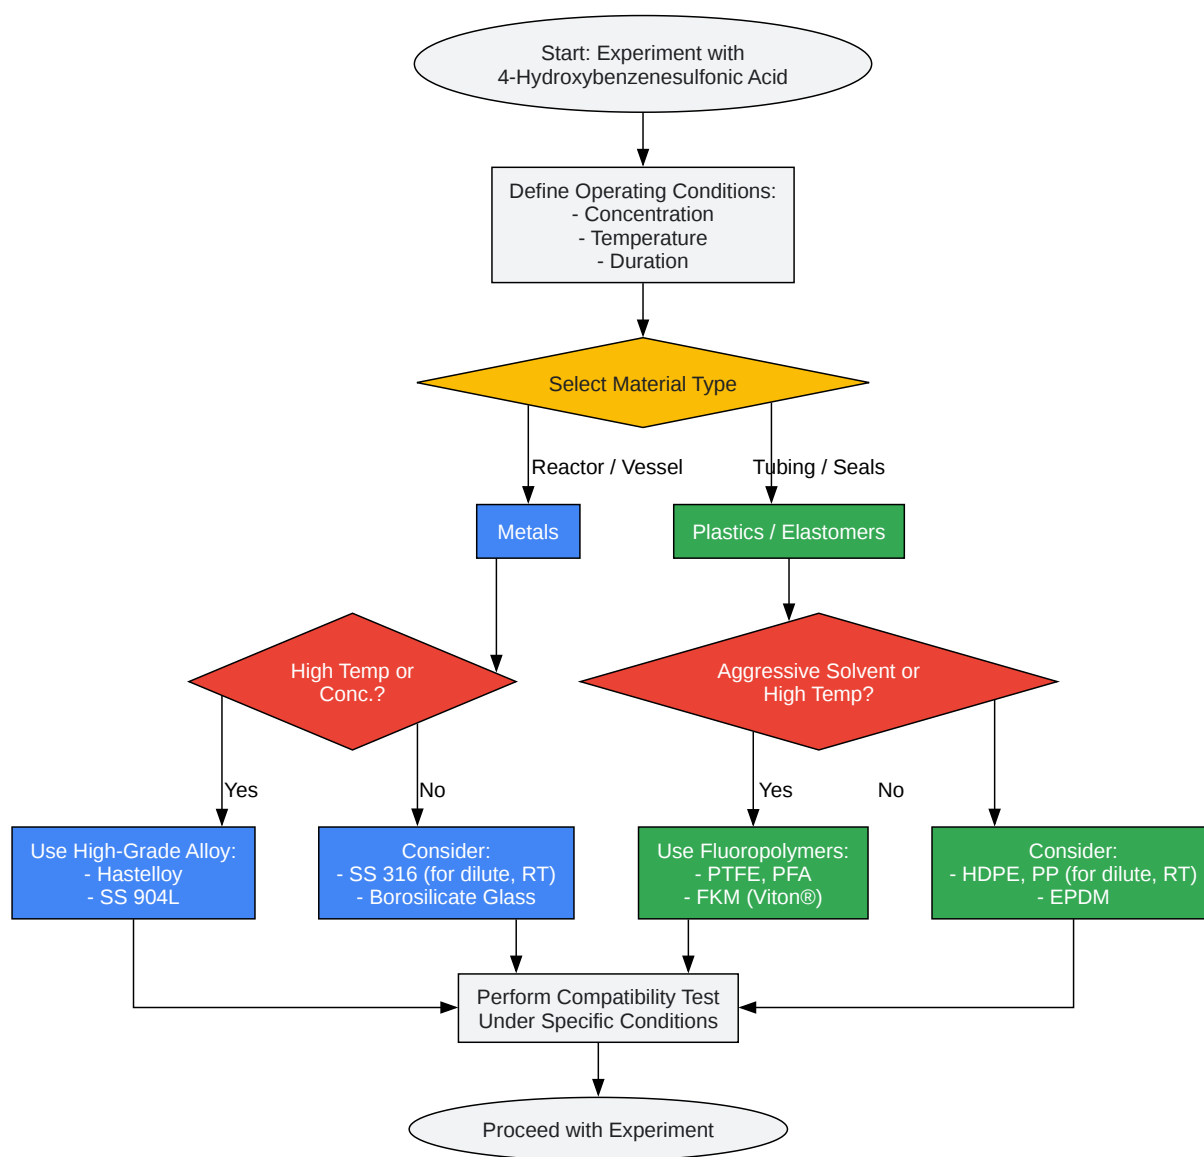 Start: Experiment with
4-Hydroxybenzenesulfonic Acid
Define Operating Conditions:
- Concentration
- Temperature
- Duration
Select Material Type
Reactor / Vessel
Tubing / Seals
Metals
Plastics / Elastomers
High Temp or
Conc.?
Aggressive Solvent or
High Temp?
Yes
No
Yes
No
Use High-Grade Alloy:
- Hastelloy
- SS 904L
Consider:
- SS 316 (for dilute, RT)
- Borosilicate Glass
Use Fluoropolymers:
- PTFE, PFA
- FKM (Viton®)
Consider:
- HDPE, PP (for dilute, RT)
- EPDM
Perform Compatibility Test
Under Specific Conditions
Proceed with Experiment